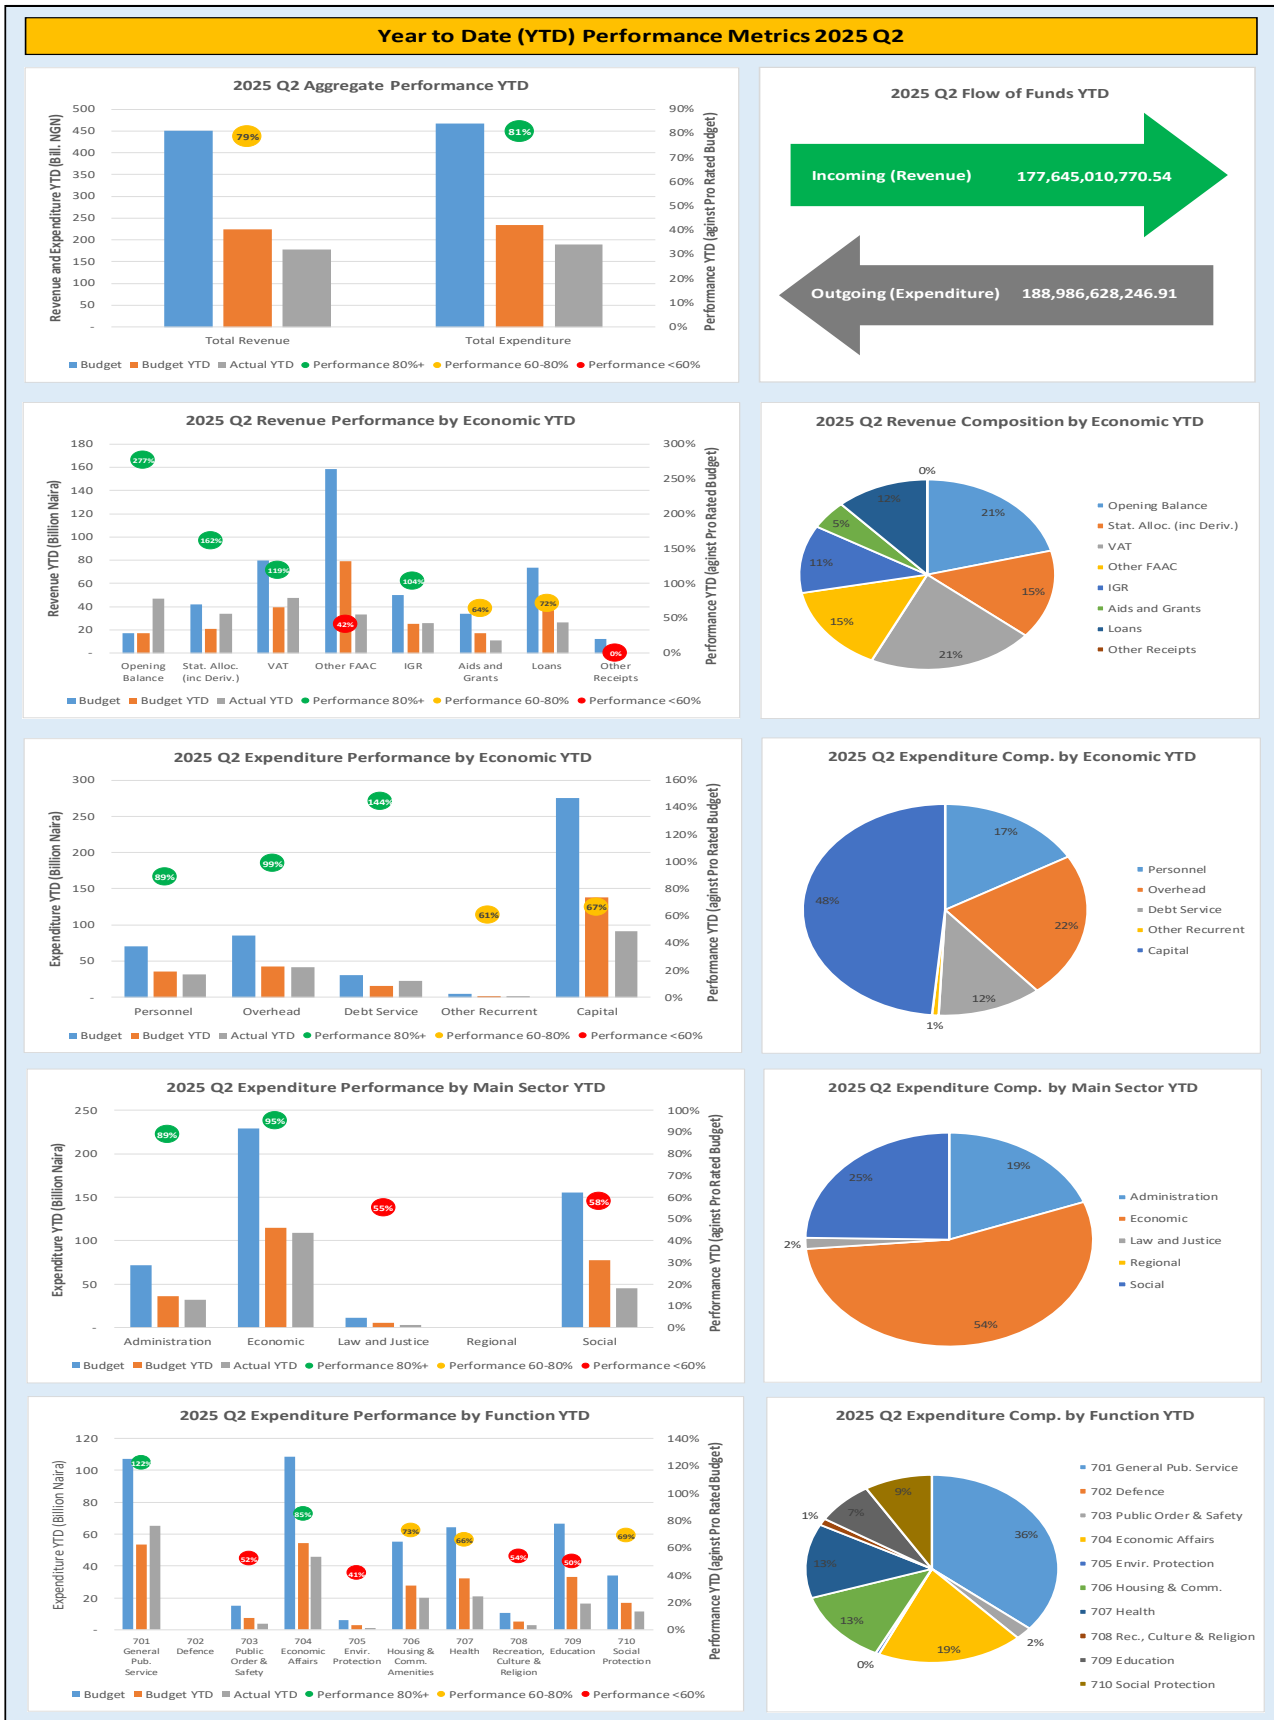 Year to Date (YTD) Performance Metrics 2025 Q2
2025 Q2 Aggregate Performance YTD
Revenue and Expenditure YTD (Bill. NGN)
500
450
400
350
300
250
200
150
100
50
-
79%
81%
90%
80%
70%
60%
50%
40%
30%
20%
10%
0%
Performance YTD (aginst Pro Rated Budget)
Total Revenue
Total Expenditure
Budget Budget YTD Actual YTD Performance 80%+ Performance 60-80% Performance <60%
2025 Q2 Flow of Funds YTD
Incoming (Revenue) 177,645,010,770.54
Outgoing (Expenditure) 188,986,628,246.91
2025 Q2 Revenue Performance by Economic YTD
Revenue YTD (Billion Naira)
180
160
140
120
100
80
60
40
20
-
277%
162%
119%
42%
104%
64%
72%
0%
300%
250%
200%
150%
100%
50%
0%
Performance YTD (aginst Pro Rated Budget)
Opening Balance
Stat. Alloc. (inc Deriv.)
VAT
Other FAAC
IGR
Aids and Grants
Loans
Other Receipts
Budget Budget YTD Actual YTD Performance 80%+ Performance 60-80% Performance <60%
2025 Q2 Revenue Composition by Economic YTD
0%
21%
15%
21%
15%
11%
5%
12%
Opening Balance
Stat. Alloc. (inc Deriv.)
VAT
Other FAAC
IGR
Aids and Grants
Loans
Other Receipts
2025 Q2 Expenditure Performance by Economic YTD
Expenditure YTD (Billion Naira)
300
250
200
150
100
50
-
89%
99%
144%
61%
67%
160%
140%
120%
100%
80%
60%
40%
20%
0%
Performance YTD (aginst Pro Rated Budget)
Personnel
Overhead
Debt Service
Other Recurrent
Capital
Budget Budget YTD Actual YTD Performance 80%+ Performance 60-80% Performance <60%
2025 Q2 Expenditure Comp. by Economic YTD
17%
22%
12%
1%
48%
Personnel
Overhead
Debt Service
Other Recurrent
Capital
2025 Q2 Expenditure Performance by Main Sector YTD
Expenditure YTD (Billion Naira)
250
200
150
100
50
-
89%
95%
55%
58%
100%
90%
80%
70%
60%
50%
40%
30%
20%
10%
0%
Performance YTD (aginst Pro Rated Budget)
Administration
Economic
Law and Justice
Regional
Social
Budget Budget YTD Actual YTD Performance 80%+ Performance 60-80% Performance <60%
2025 Q2 Expenditure Comp. by Main Sector YTD
19%
54%
2%
25%
Administration
Economic
Law and Justice
Regional
Social
2025 Q2 Expenditure Performance by Function YTD
Expenditure YTD (Billion Naira)
120
100
80
60
40
20
-
122%
52%
85%
41%
73%
66%
54%
50%
69%
140%
120%
100%
80%
60%
40%
20%
0%
Performance YTD (aginst Pro Rated Budget)
701 General Pub. Service
702 Defence
703 Public Order & Safety
704 Economic Affairs
705 Envir. Protection
706 Housing & Comm. Amenities
707 Health
708 Recreation, Culture & Religion
709 Education
710 Social Protection
Budget Budget YTD Actual YTD Performance 80%+ Performance 60-80% Performance <60%
2025 Q2 Expenditure Comp. by Function YTD
36%
2%
19%
0%
13%
13%
1%
7%
9%
701 General Pub. Service
702 Defence
703 Public Order & Safety
704 Economic Affairs
705 Envir. Protection
706 Housing & Comm.
707 Health
708 Rec., Culture & Religion
709 Education
710 Social Protection